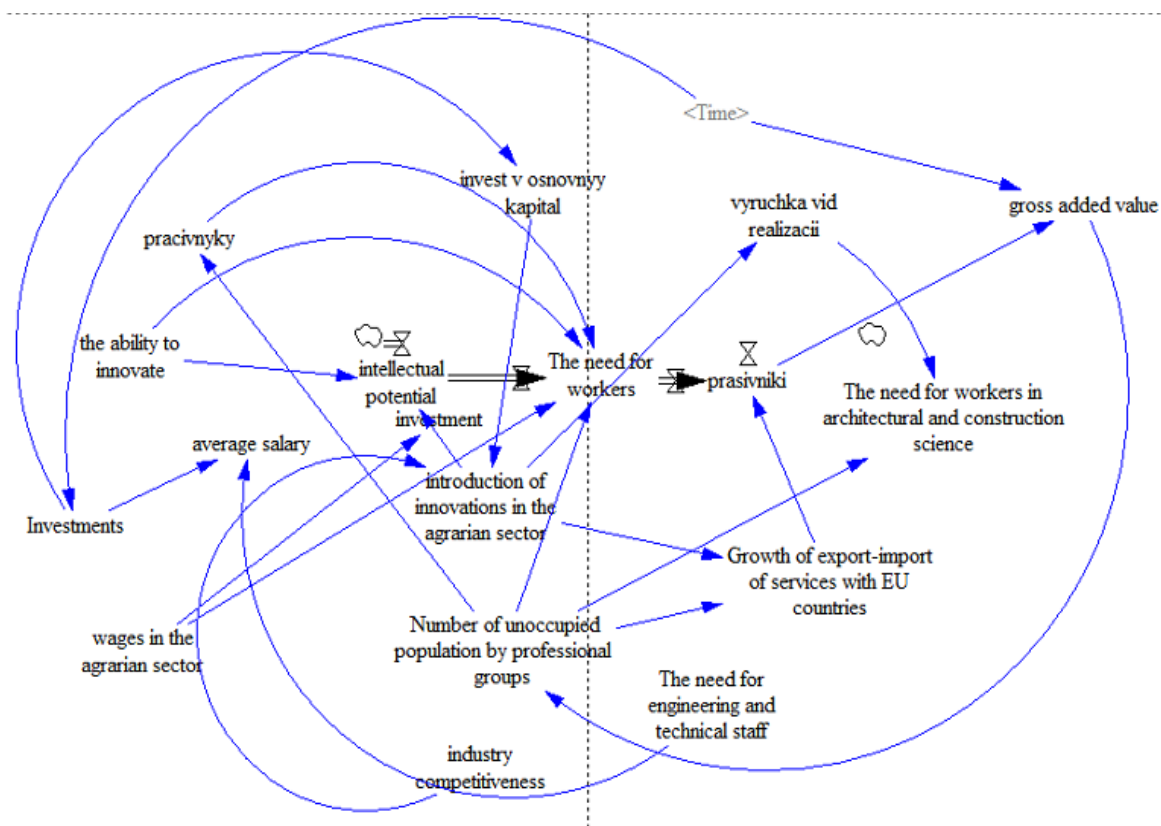 <Time>
invest v osnovnyy
kapital
vyruchka vid
realizacii
gross added value
pracivnyky
the ability to
innovate
intellectual
potential
The need for
workers
prasivniki
The need for workers in
architectural and construction
science
investment
average salary
introduction of
innovations in the
agrarian sector
Investments
Growth of export-import
of services with EU
countries
wages in the
agrarian sector
Number of unoccupied
population by professional
groups
The need for
engineering and
technical staff
industry
competitiveness